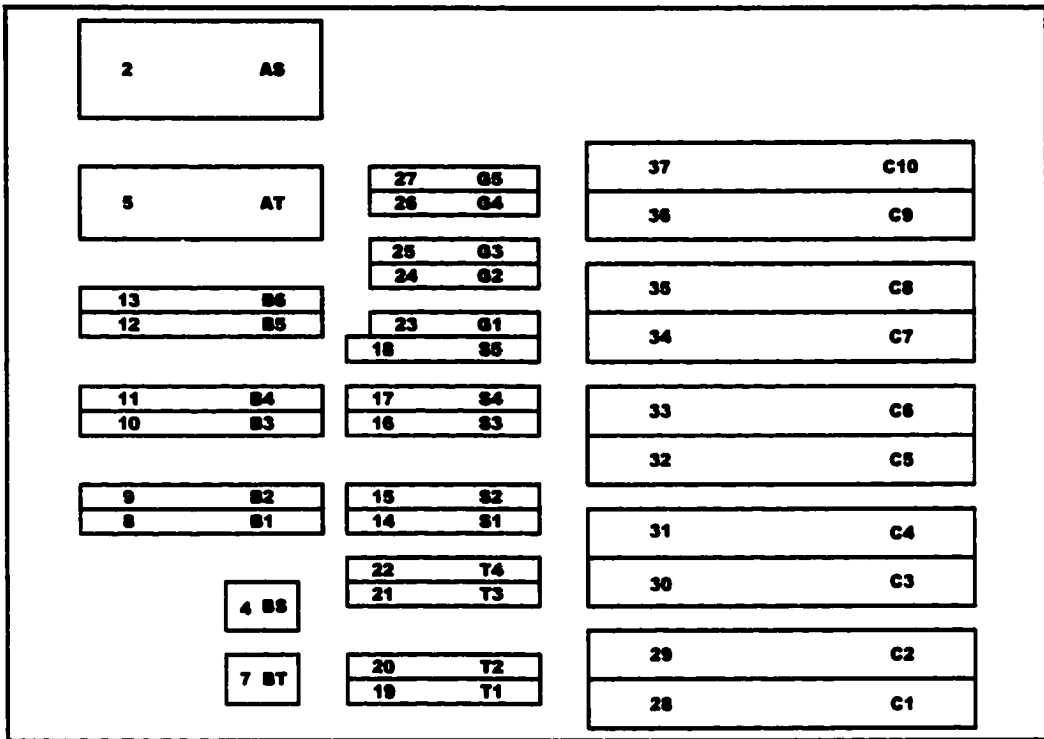 2 AS
5 AT
13 B6
12 B5
11 B4
10 B3
9 B2
8 B1
4 BS
7 BT
27 G5
26 G4
25 G3
24 G2
23 G1
18 S5
17 S4
16 S3
15 S2
14 S1
22 T4
21 T3
20 T2
19 T1
37 C10
36 C9
35 C8
34 C7
33 C6
32 C5
31 C4
30 C3
29 C2
28 C1